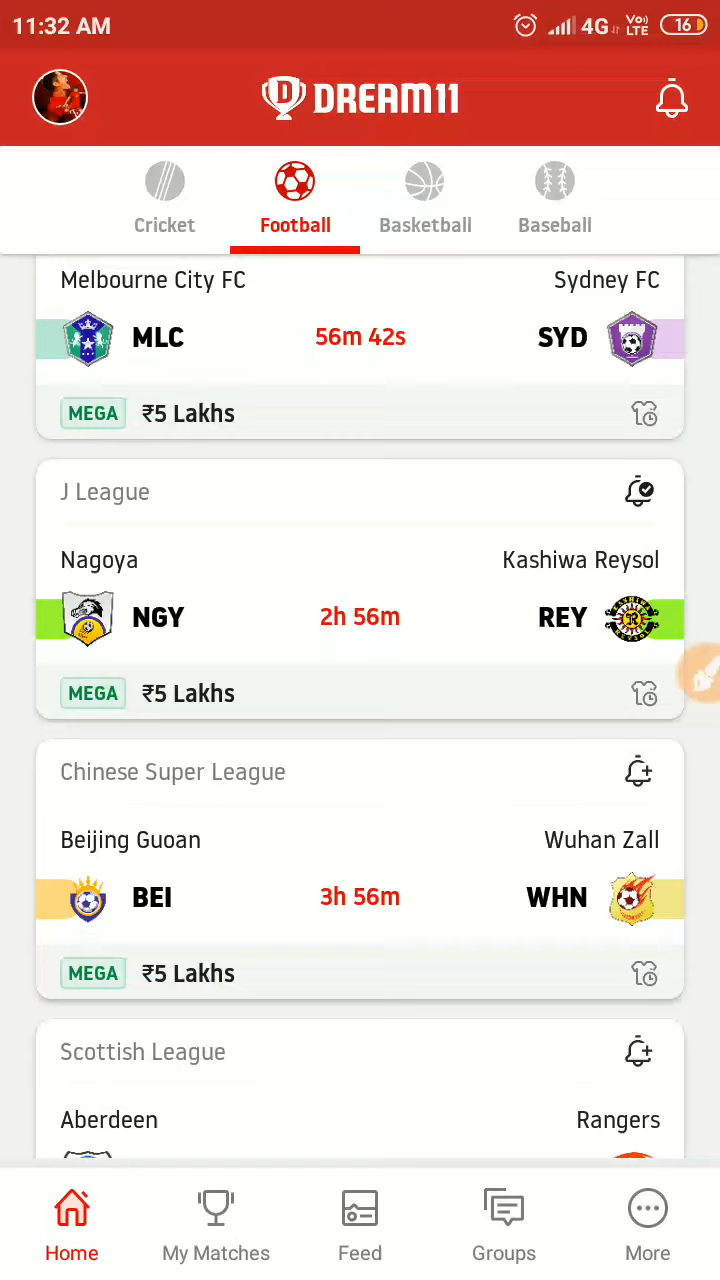 11:32 AM
4G Vo)) LTE 16
DREAM11
Cricket Football Basketball Baseball
Melbourne City FC Sydney FC
MLC 56m 42s SYD
MEGA ₹5 Lakhs
J League
Nagoya Kashiwa Reysol
NGY 2h 56m REY
MEGA ₹5 Lakhs
Chinese Super League
Beijing Guoan Wuhan Zall
BEI 3h 56m WHN
MEGA ₹5 Lakhs
Scottish League
Aberdeen Rangers
Home My Matches Feed Groups More